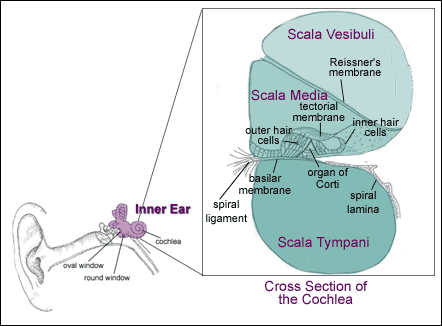 Scala Vesibuli
Reissner's
membrane
Scala Media
tectorial
membrane
outer hair
cells
inner hair
cells
organ of
Corti
basilar
membrane
spiral
ligament
spiral
lamina
Scala Tympani
Inner Ear
cochlea
oval window
round window
Cross Section of
the Cochlea